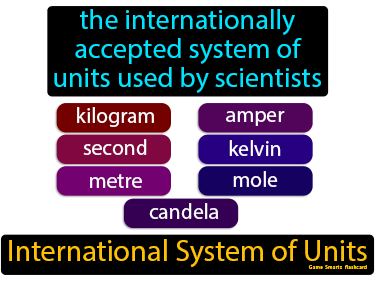 the internationally
accepted system of
units used by scientists
kilogram
amper
second
kelvin
metre
mole
candela
International System of Units
Game Smartz flashcard